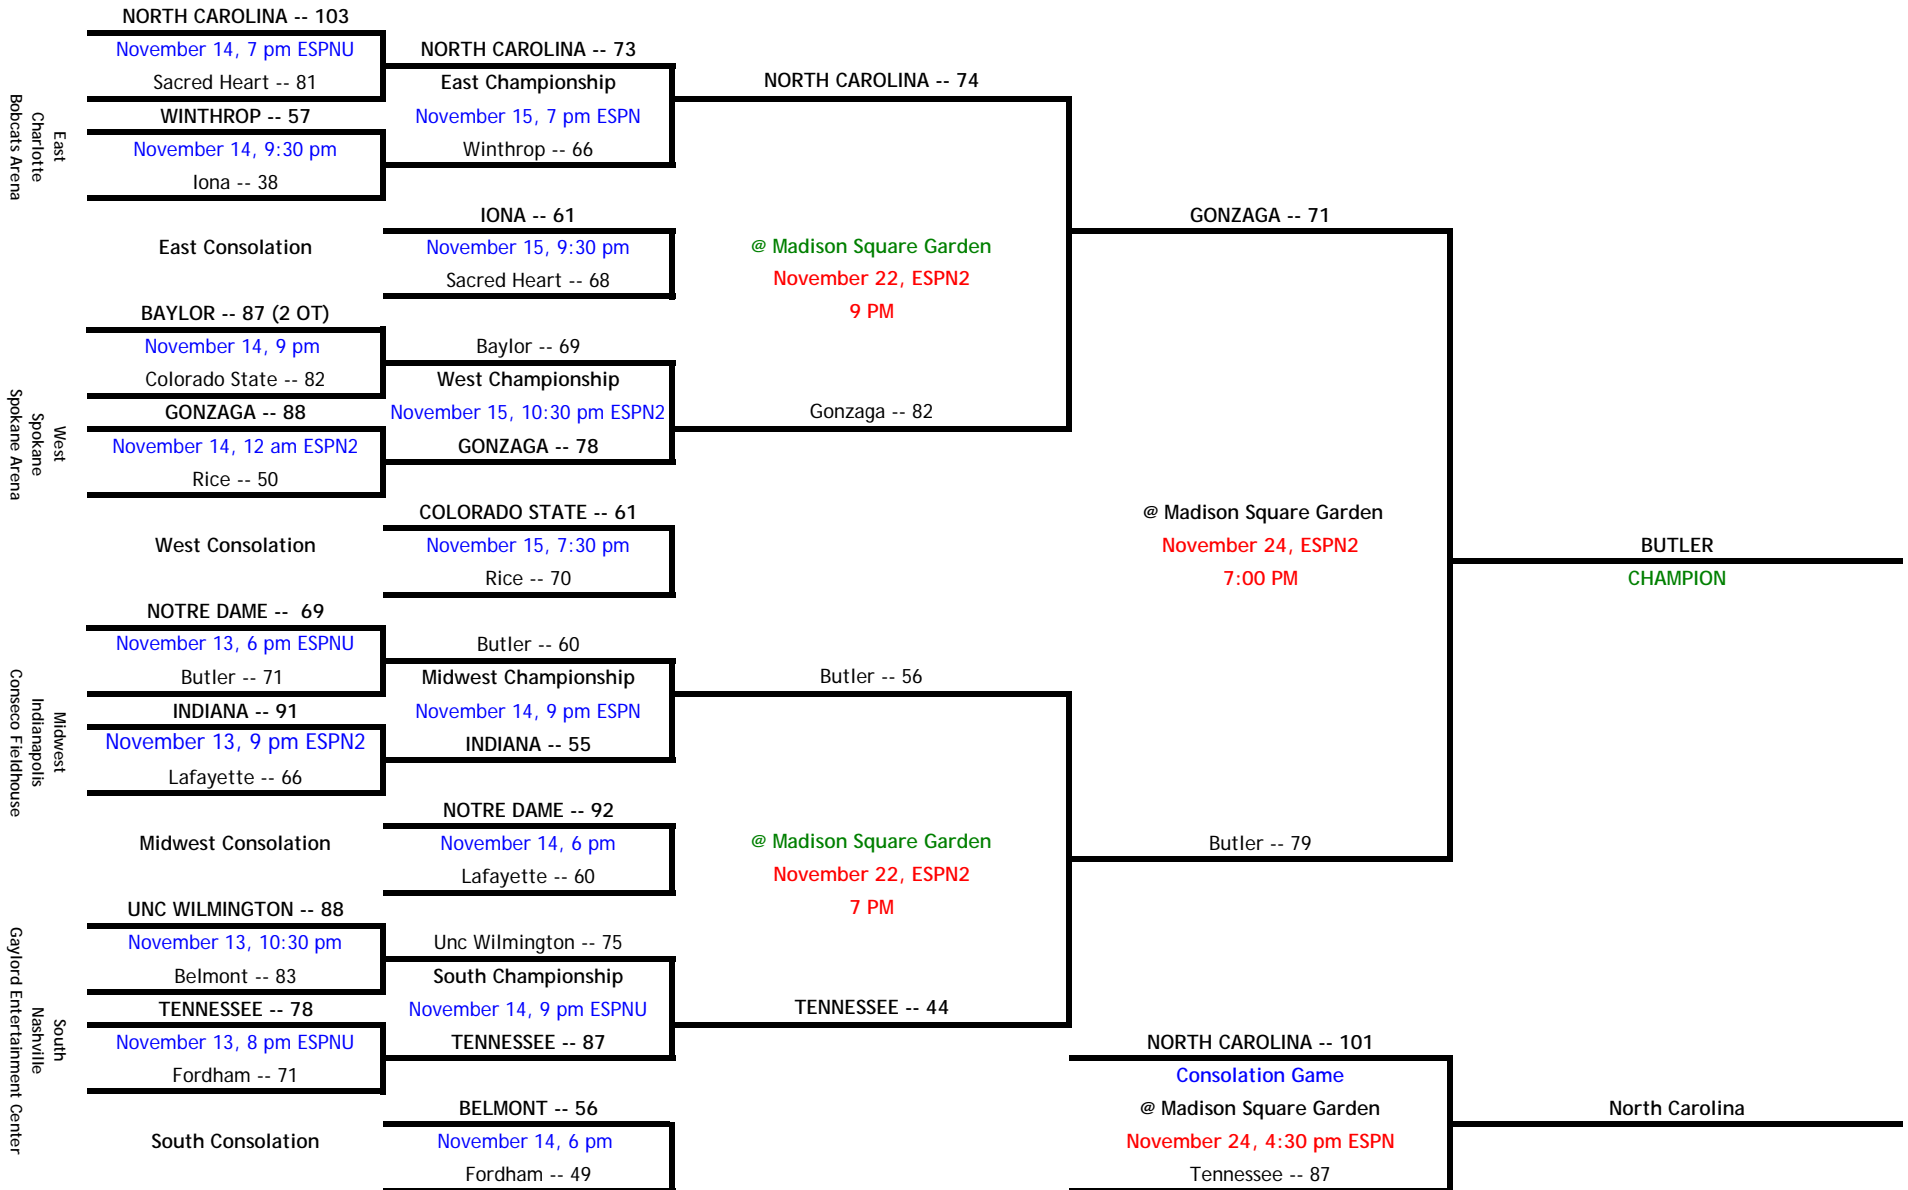 NORTH CAROLINA -- 103
November 14, 7 pm ESPNU
Sacred Heart -- 81
WINTHROP -- 57
November 14, 9:30 pm
Iona -- 38
East
Charlotte
Bobcats Arena
East Consolation
BAYLOR -- 87 (2 OT)
November 14, 9 pm
Colorado State -- 82
GONZAGA -- 88
November 14, 12 am ESPN2
Rice -- 50
West
Spokane
Spokane Arena
West Consolation
NOTRE DAME --  69
November 13, 6 pm ESPNU
Butler -- 71
INDIANA -- 91
November 13, 9 pm ESPN2
Lafayette -- 66
Midwest
Indianapolis
Conseco Fieldhouse
Midwest Consolation
UNC WILMINGTON -- 88
November 13, 10:30 pm
Belmont -- 83
TENNESSEE -- 78
November 13, 8 pm ESPNU
Fordham -- 71
South
Nashville
Gaylord Entertainment Center
South Consolation
NORTH CAROLINA -- 73
East Championship
November 15, 7 pm ESPN
Winthrop -- 66
IONA -- 61
November 15, 9:30 pm
Sacred Heart -- 68
Baylor -- 69
West Championship
November 15, 10:30 pm ESPN2
GONZAGA -- 78
COLORADO STATE -- 61
November 15, 7:30 pm
Rice -- 70
Butler -- 60
Midwest Championship
November 14, 9 pm ESPN
INDIANA -- 55
NOTRE DAME -- 92
November 14, 6 pm
Lafayette -- 60
Unc Wilmington -- 75
South Championship
November 14, 9 pm ESPNU
TENNESSEE -- 87
BELMONT -- 56
November 14, 6 pm
Fordham -- 49
NORTH CAROLINA -- 74
@ Madison Square Garden
November 22, ESPN2
9 PM
Gonzaga -- 82
Butler -- 56
@ Madison Square Garden
November 22, ESPN2
7 PM
TENNESSEE -- 44
GONZAGA -- 71
@ Madison Square Garden
November 24, ESPN2
7:00 PM
Butler -- 79
NORTH CAROLINA -- 101
Consolation Game
@ Madison Square Garden
November 24, 4:30 pm ESPN
Tennessee -- 87
BUTLER
CHAMPION
North Carolina